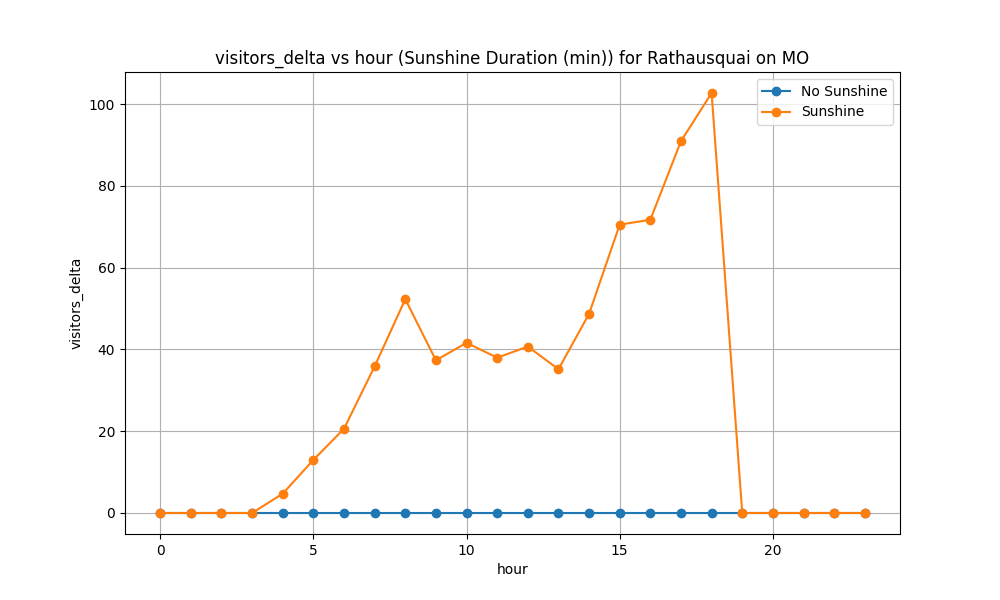 visitors_delta vs hour (Sunshine Duration (min)) for Rathausquai on MO
No Sunshine
Sunshine
100
80
60
40
20
0
visitors_delta
0 5 10 15 20
hour